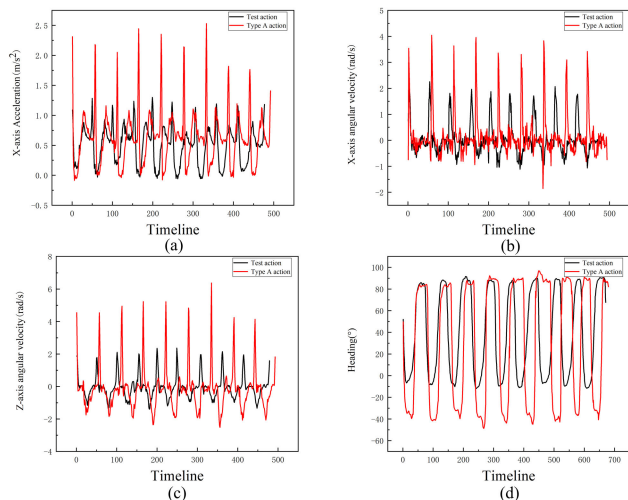 Test action
Type A action
X-axis Acceleration (m/s²)
2.5
2.0
1.5
1.0
0.5
0.0
-0.5
0 100 200 300 400 500
Timeline
(a)
Test action
Type A action
X-axis angular velocity (rad/s)
4
3
2
1
0
-1
-2
0 100 200 300 400 500
Timeline
(b)
Test action
Type A action
Z-axis angular velocity (rad/s)
8
6
4
2
0
-2
-4
0 100 200 300 400 500
Timeline
(c)
Test action
Type A action
Heading(°)
100
80
60
40
20
0
-20
-40
-60
0 100 200 300 400 500 600 700
Timeline
(d)